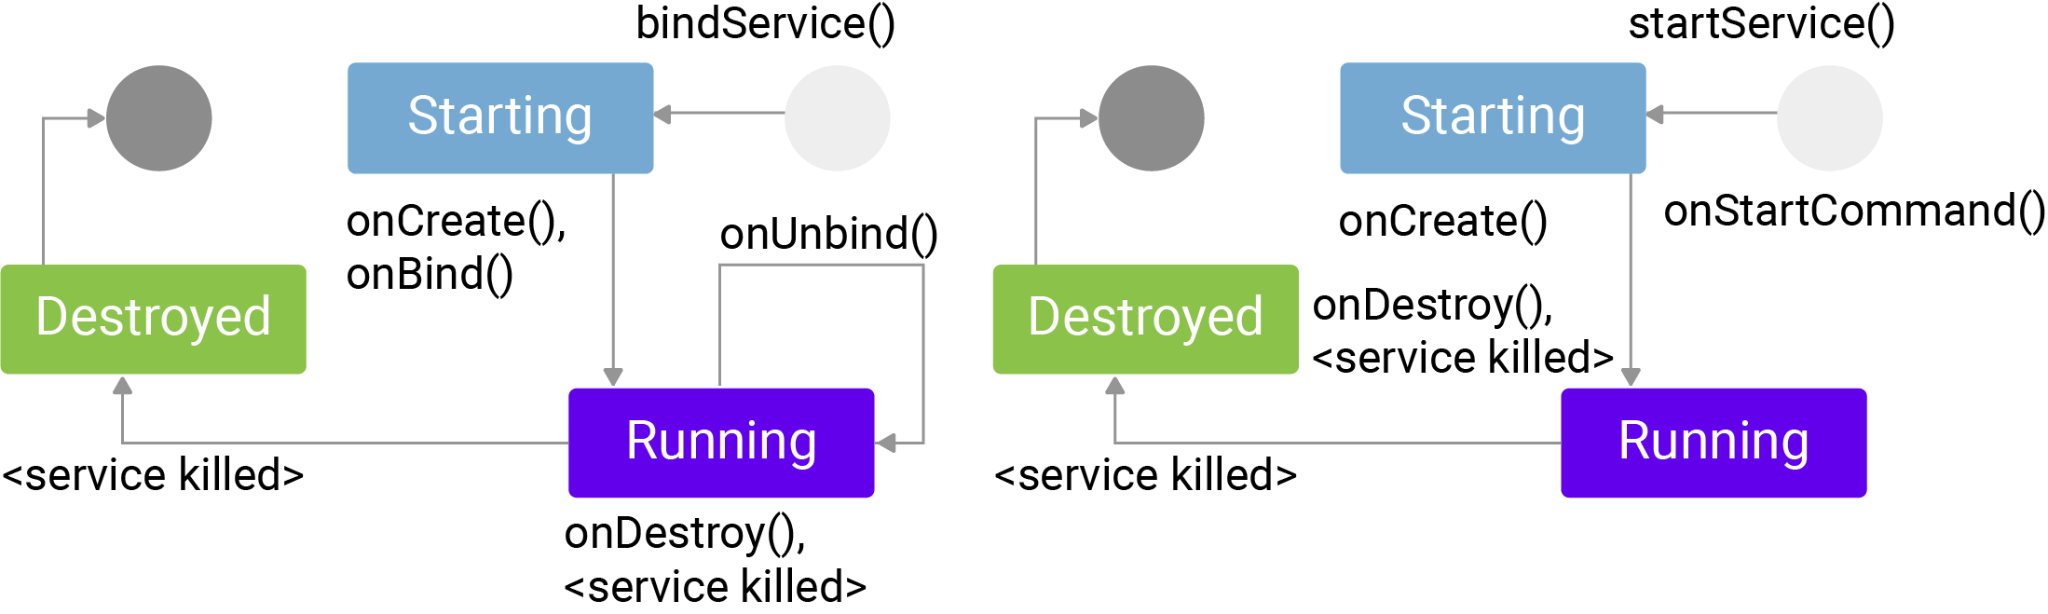 bindService()
Starting
onCreate(),
onBind()
onUnbind()
Destroyed
Running
<service killed>
onDestroy(),
<service killed>
startService()
Starting
onStartCommand()
onCreate()
Destroyed
onDestroy(),
<service killed>
Running
<service killed>